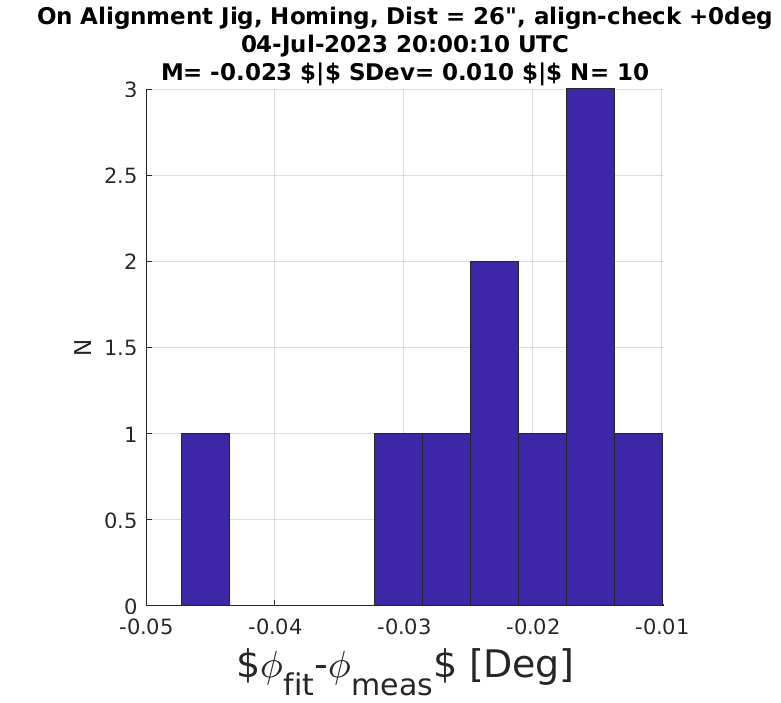 On Alignment Jig, Homing, Dist = 26", align-check +0deg
04-Jul-2023 20:00:10 UTC
M= -0.023 $|$ SDev= 0.010 $|$ N= 10
3
2.5
2
1.5
1
0.5
0
N
-0.05 -0.04 -0.03 -0.02 -0.01
$ϕfit-ϕmeas$ [Deg]